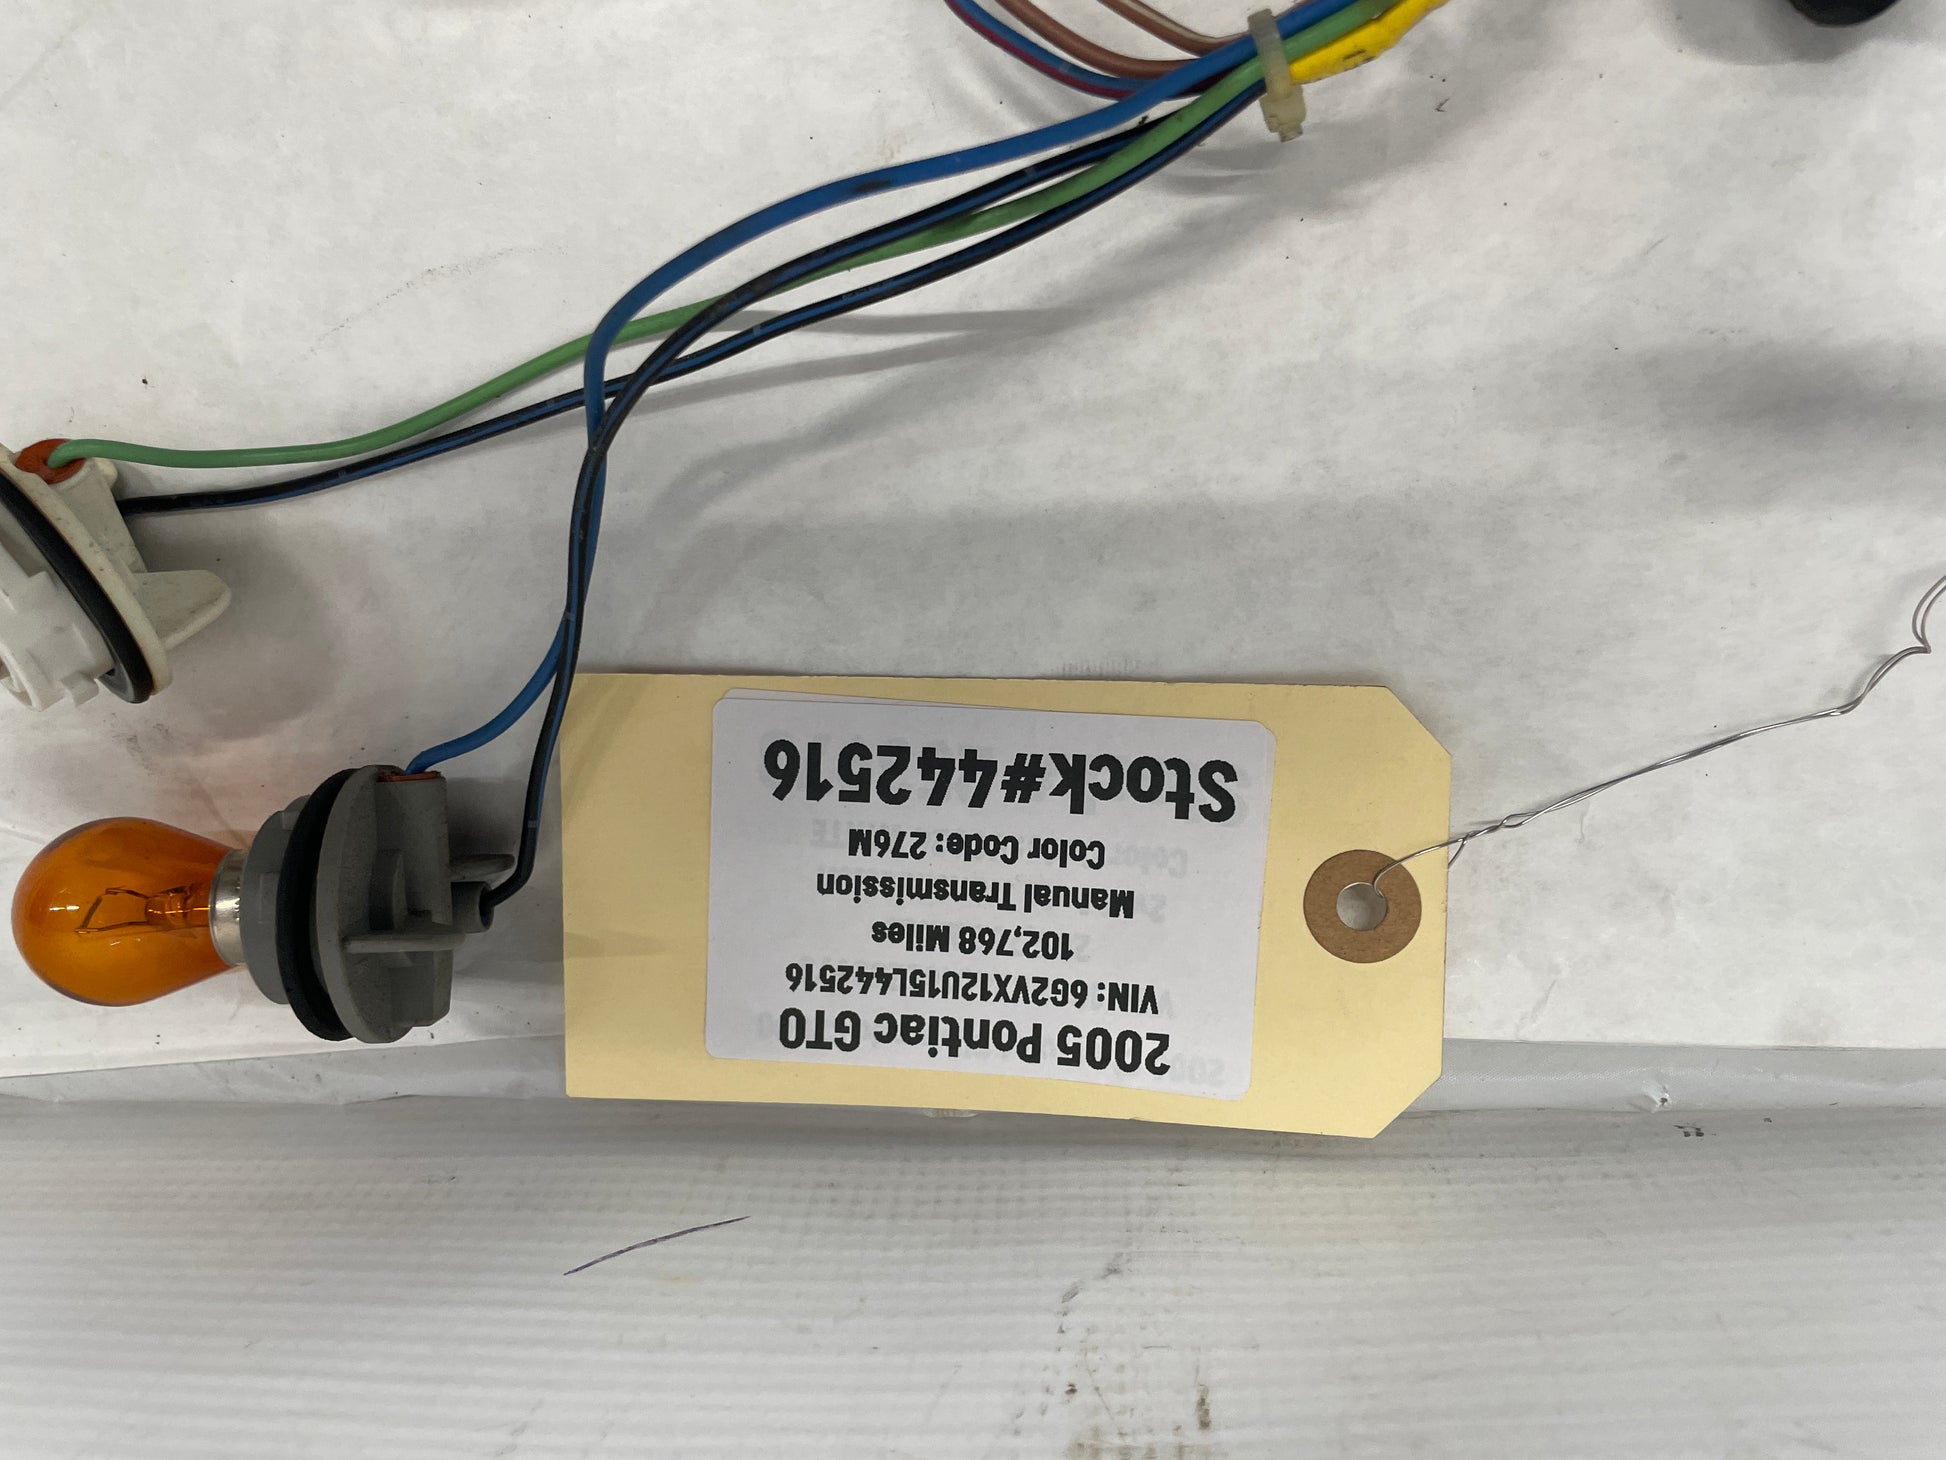 2005 Pontiac GTO
VIN: 6G2VX12U15L442516
102,768 Miles
Manual Transmission
Color Code: 276M
Stock#442516